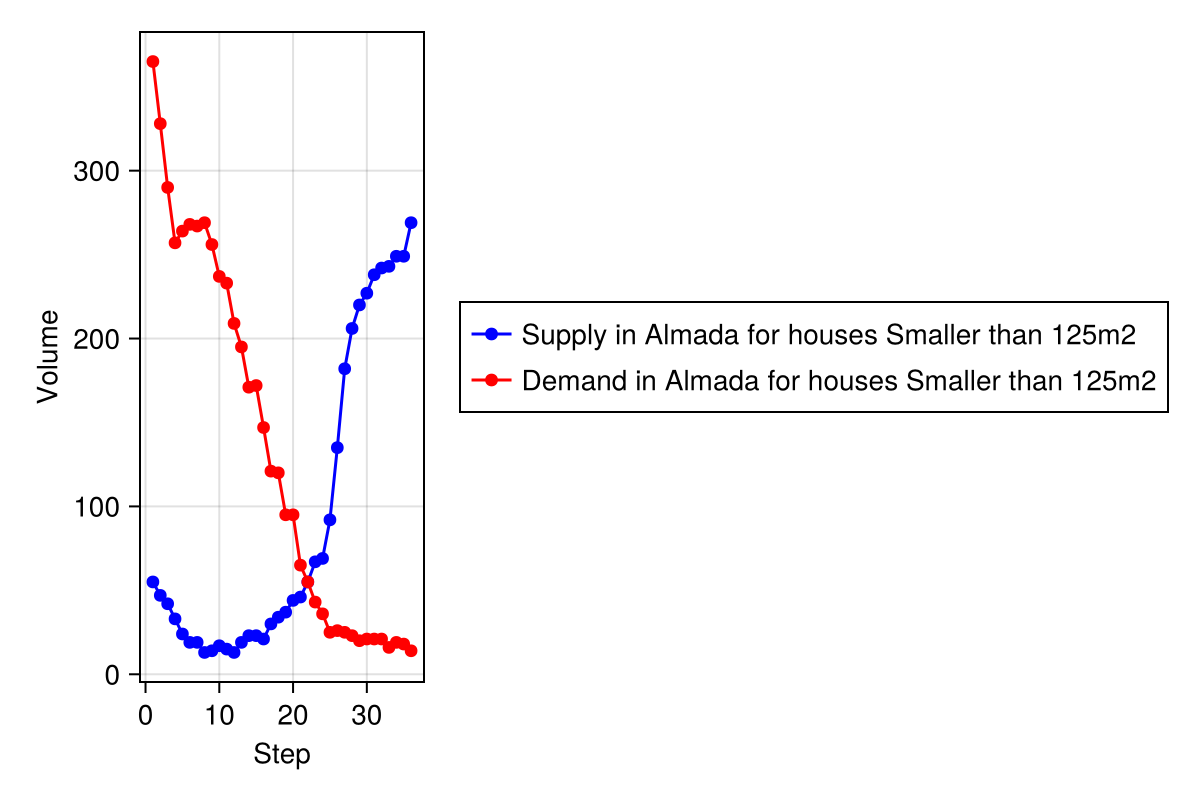 Volume
300
200
100
0
0 10 20 30
Step
Supply in Almada for houses Smaller than 125m2
Demand in Almada for houses Smaller than 125m2